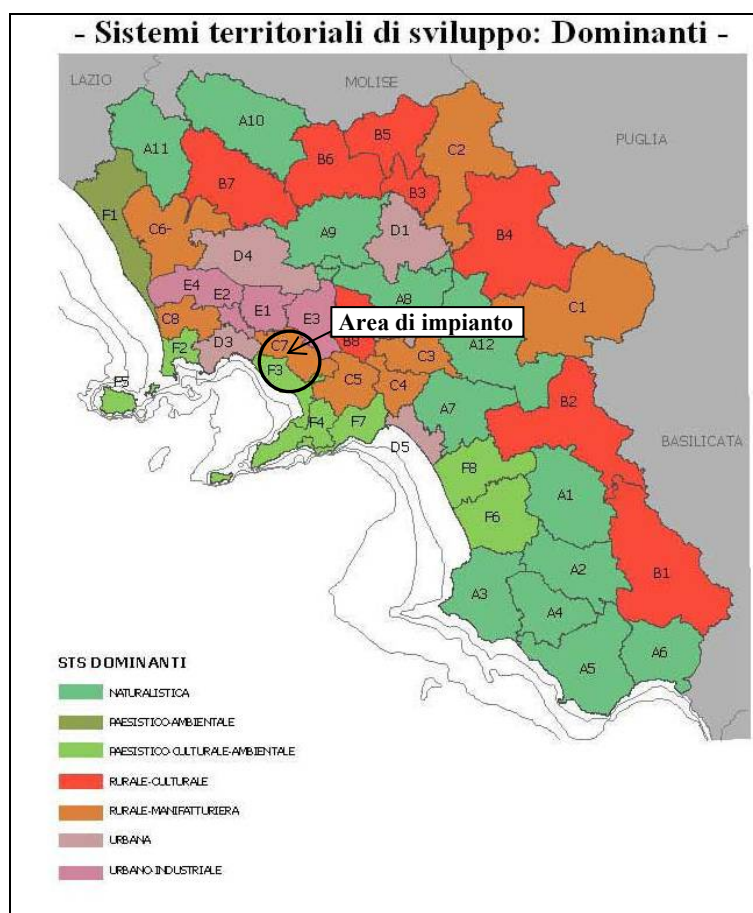 - Sistemi territoriali di sviluppo: Dominanti -
LAZIO
MOLISE
PUGLIA
BASILICATA
A10
A11
B5
B6
C2
B7
B3
F1
C6-
A9
D1
B4
D4
E4
E2
E1
E3
A8
C1
C8
Area di impianto
B8
F2
D3
C7
C3
A12
F3
F5
C5
C4
A7
B2
F4
F7
D5
F8
A1
F6
A2
B1
A3
A4
A5
A6
STS DOMINANTI
NATURALISTICA
PAESISTICO-AMBIENTALE
PAESISTICO-CULTURALE-AMBIENTALE
RURALE-CULTURALE
RURALE-MANIFATTURIERA
URBANA
URBANO-INDUSTRIALE